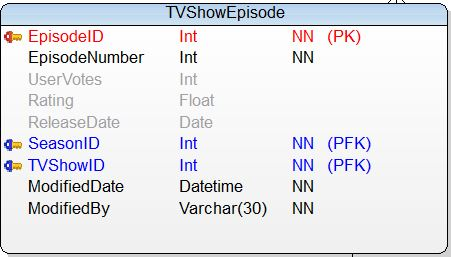 TVShowEpisode
EpisodeID Int NN (PK)
EpisodeNumber Int NN
UserVotes Int
Rating Float
ReleaseDate Date
SeasonID Int NN (PFK)
TVShowID Int NN (PFK)
ModifiedDate Datetime NN
ModifiedBy Varchar(30) NN